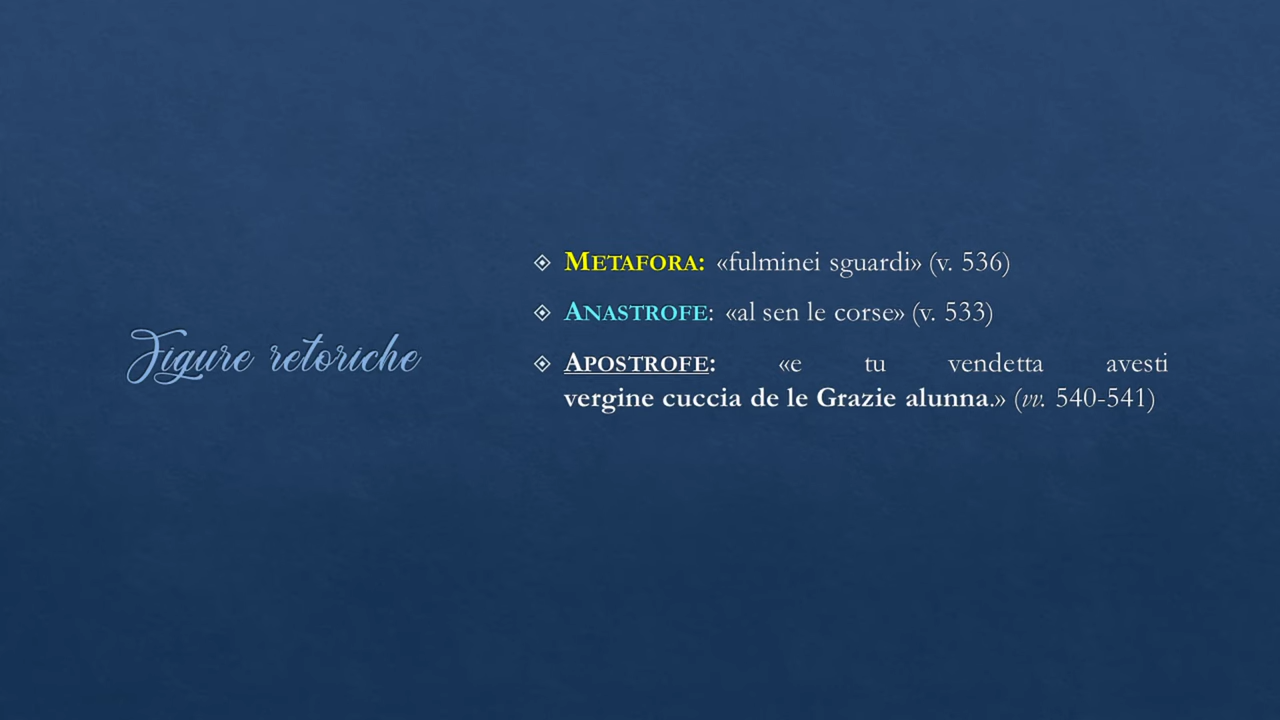 Figure retoriche
METAFORA: «fulminei sguardi» (v. 536)
ANASTROFE: «al sen le corse» (v. 533)
APOSTROFE: «e tu vendetta avesti
vergine cuccia de le Grazie alunna.» (vv. 540-541)